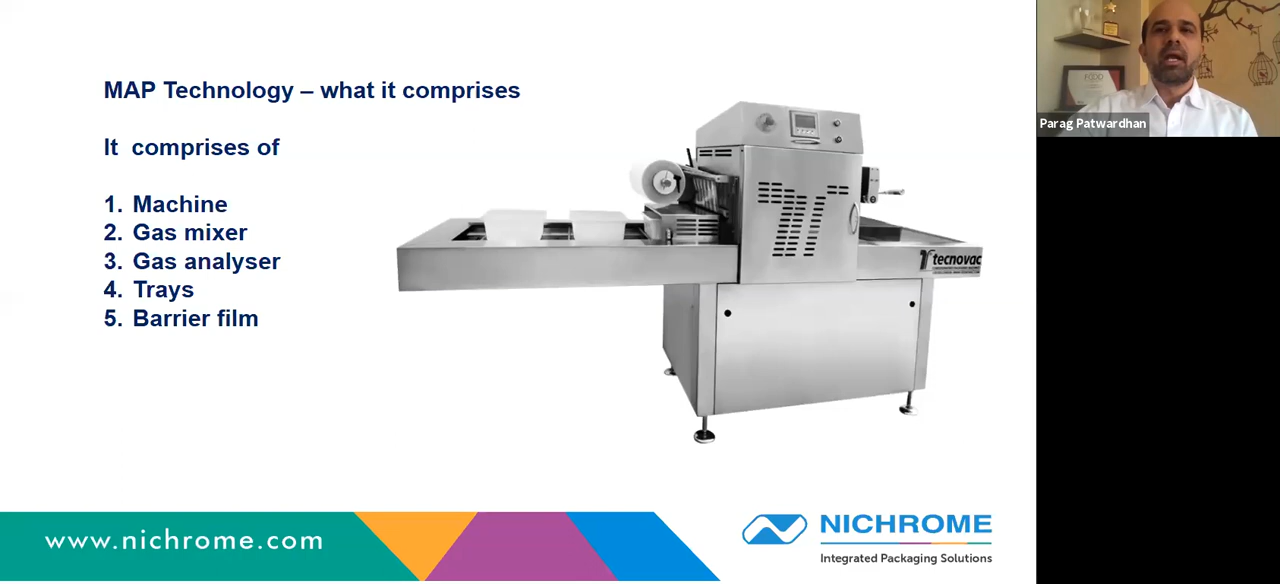 MAP Technology – what it comprises
It comprises of
1. Machine
2. Gas mixer
3. Gas analyser
4. Trays
5. Barrier film
tecnovac
www.nichrome.com
NICHROME
Integrated Packaging Solutions
Parag Patwardhan